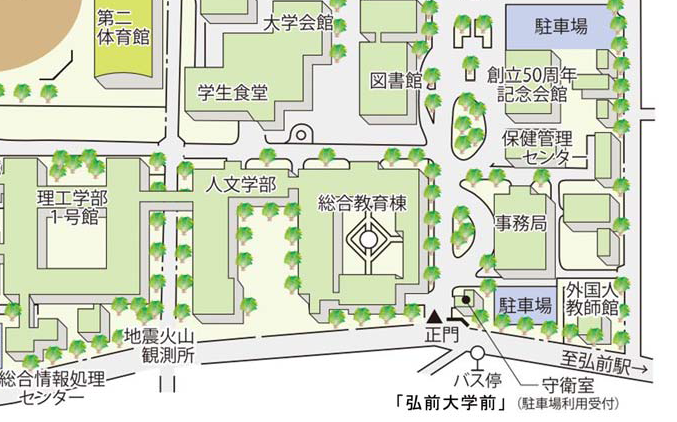 第二
体育館
大学会館
駐車場
学生食堂
図書館
創立50周年
記念会館
保健管理
センター
理工学部
1号館
人文学部
総合教育棟
事務局
駐車場
外国人
教師館
地震火山
観測所
正門
至弘前駅→
総合情報処理
センター
バス停
守衛室
「弘前大学前」
(駐車場利用受付)